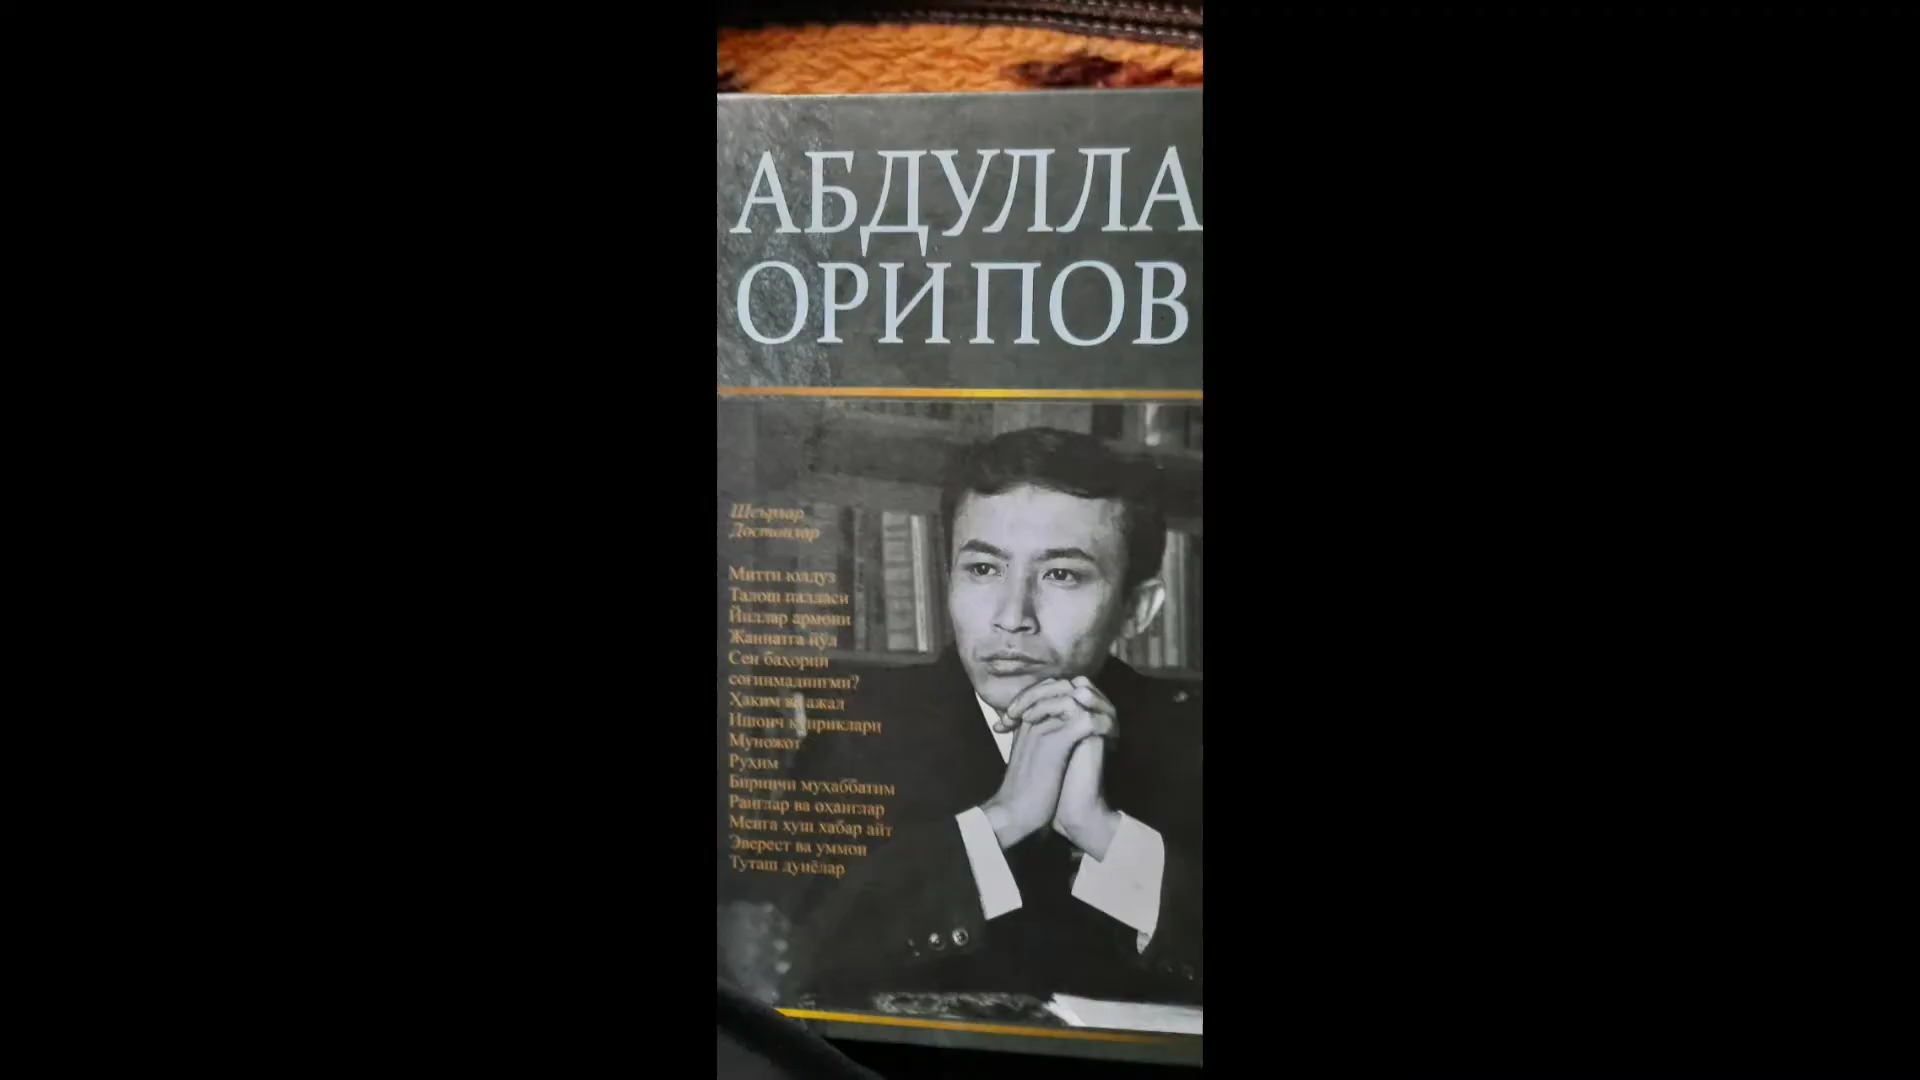 АБДУЛЛА
ОРИПОВ
Шеърлар
Достонлар
Митти юлдуз
Талош палласи
Йиллар армони
Жаннатга йўл
Сен баҳорни
соғинмадингми?
Ҳаким ва ажал
Ишонч кўприклари
Муножот
Руҳим
Биринчи муҳаббатим
Ранглар ва оҳанглар
Менга хуш хабар айт
Эверест ва уммон
Туташ дунёлар